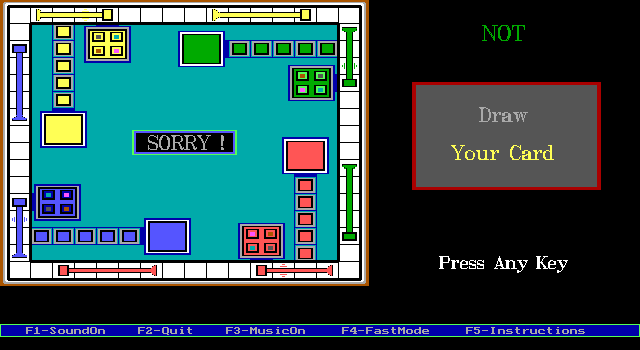 NOT
Draw
Your Card
SORRY !
Press Any Key
F1-SoundOn F2-Quit F3-MusicOn F4-FastMode F5-Instructions